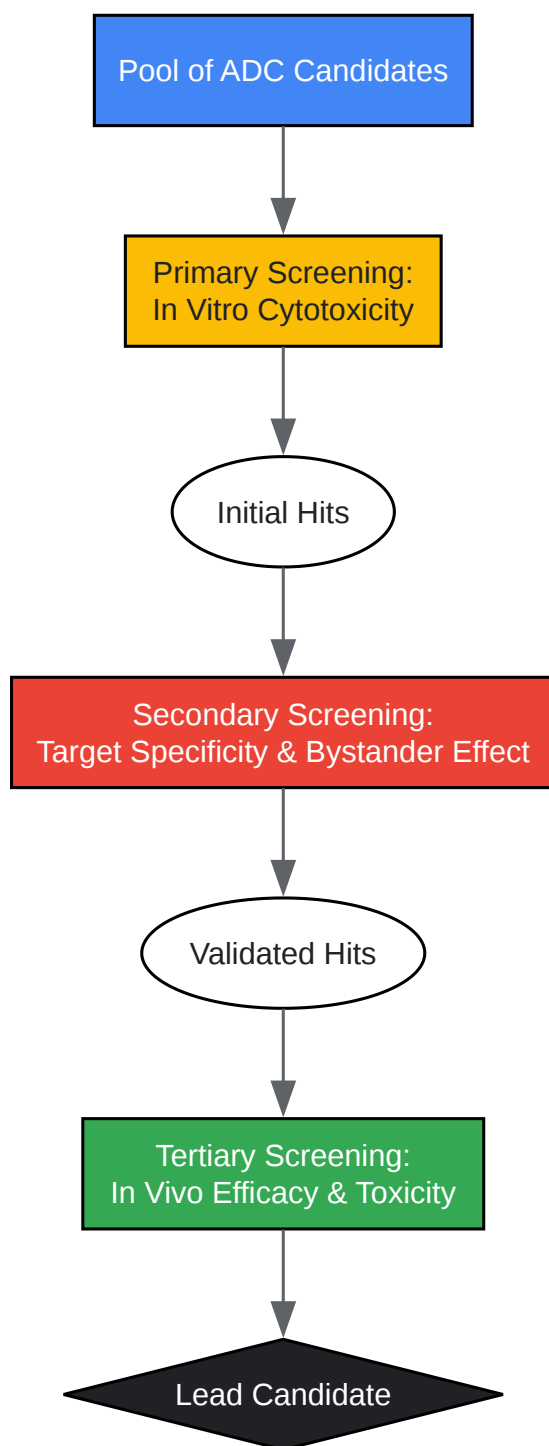 Pool of ADC Candidates
Primary Screening:
In Vitro Cytotoxicity
Initial Hits
Secondary Screening:
Target Specificity & Bystander Effect
Validated Hits
Tertiary Screening:
In Vivo Efficacy & Toxicity
Lead Candidate